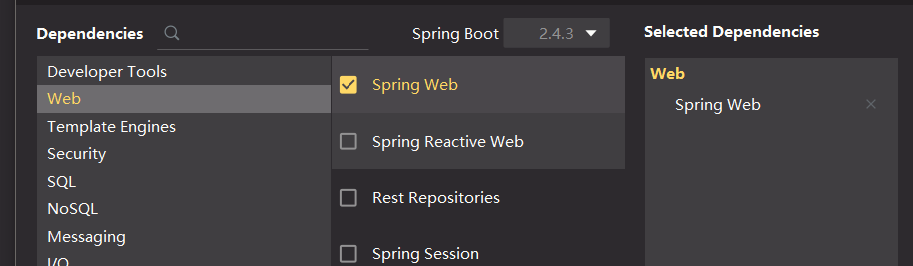 Dependencies
Spring Boot 2.4.3
Selected Dependencies
Developer Tools
Web
Template Engines
Security
SQL
NoSQL
Messaging
I/O
Spring Web
Spring Reactive Web
Rest Repositories
Spring Session
Web
Spring Web